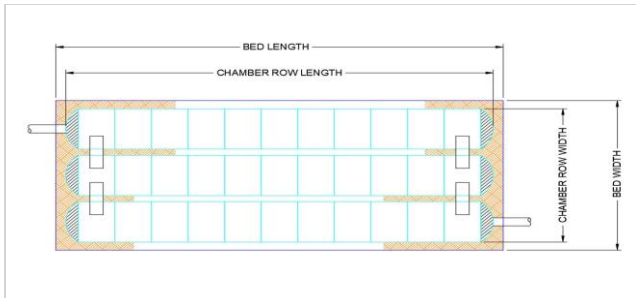 BED LENGTH
CHAMBER ROW LENGTH
CHAMBER ROW WIDTH
BED WIDTH